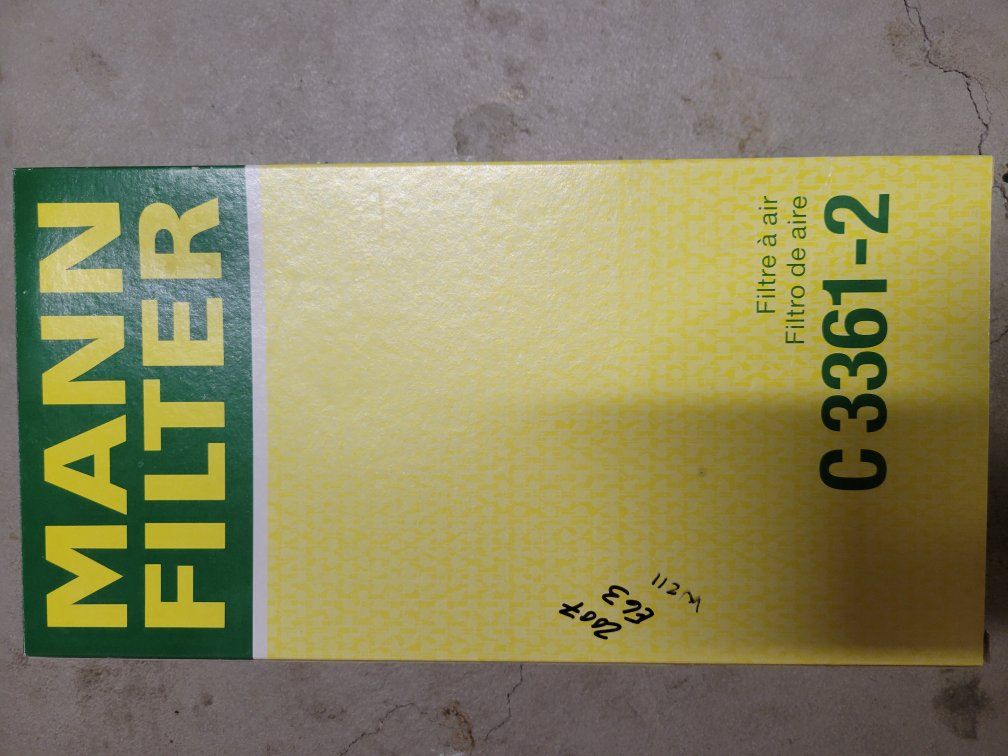 MANN
FILTER
Filtre à air
Filtro de aire
C 3361-2
2007
E63
W211